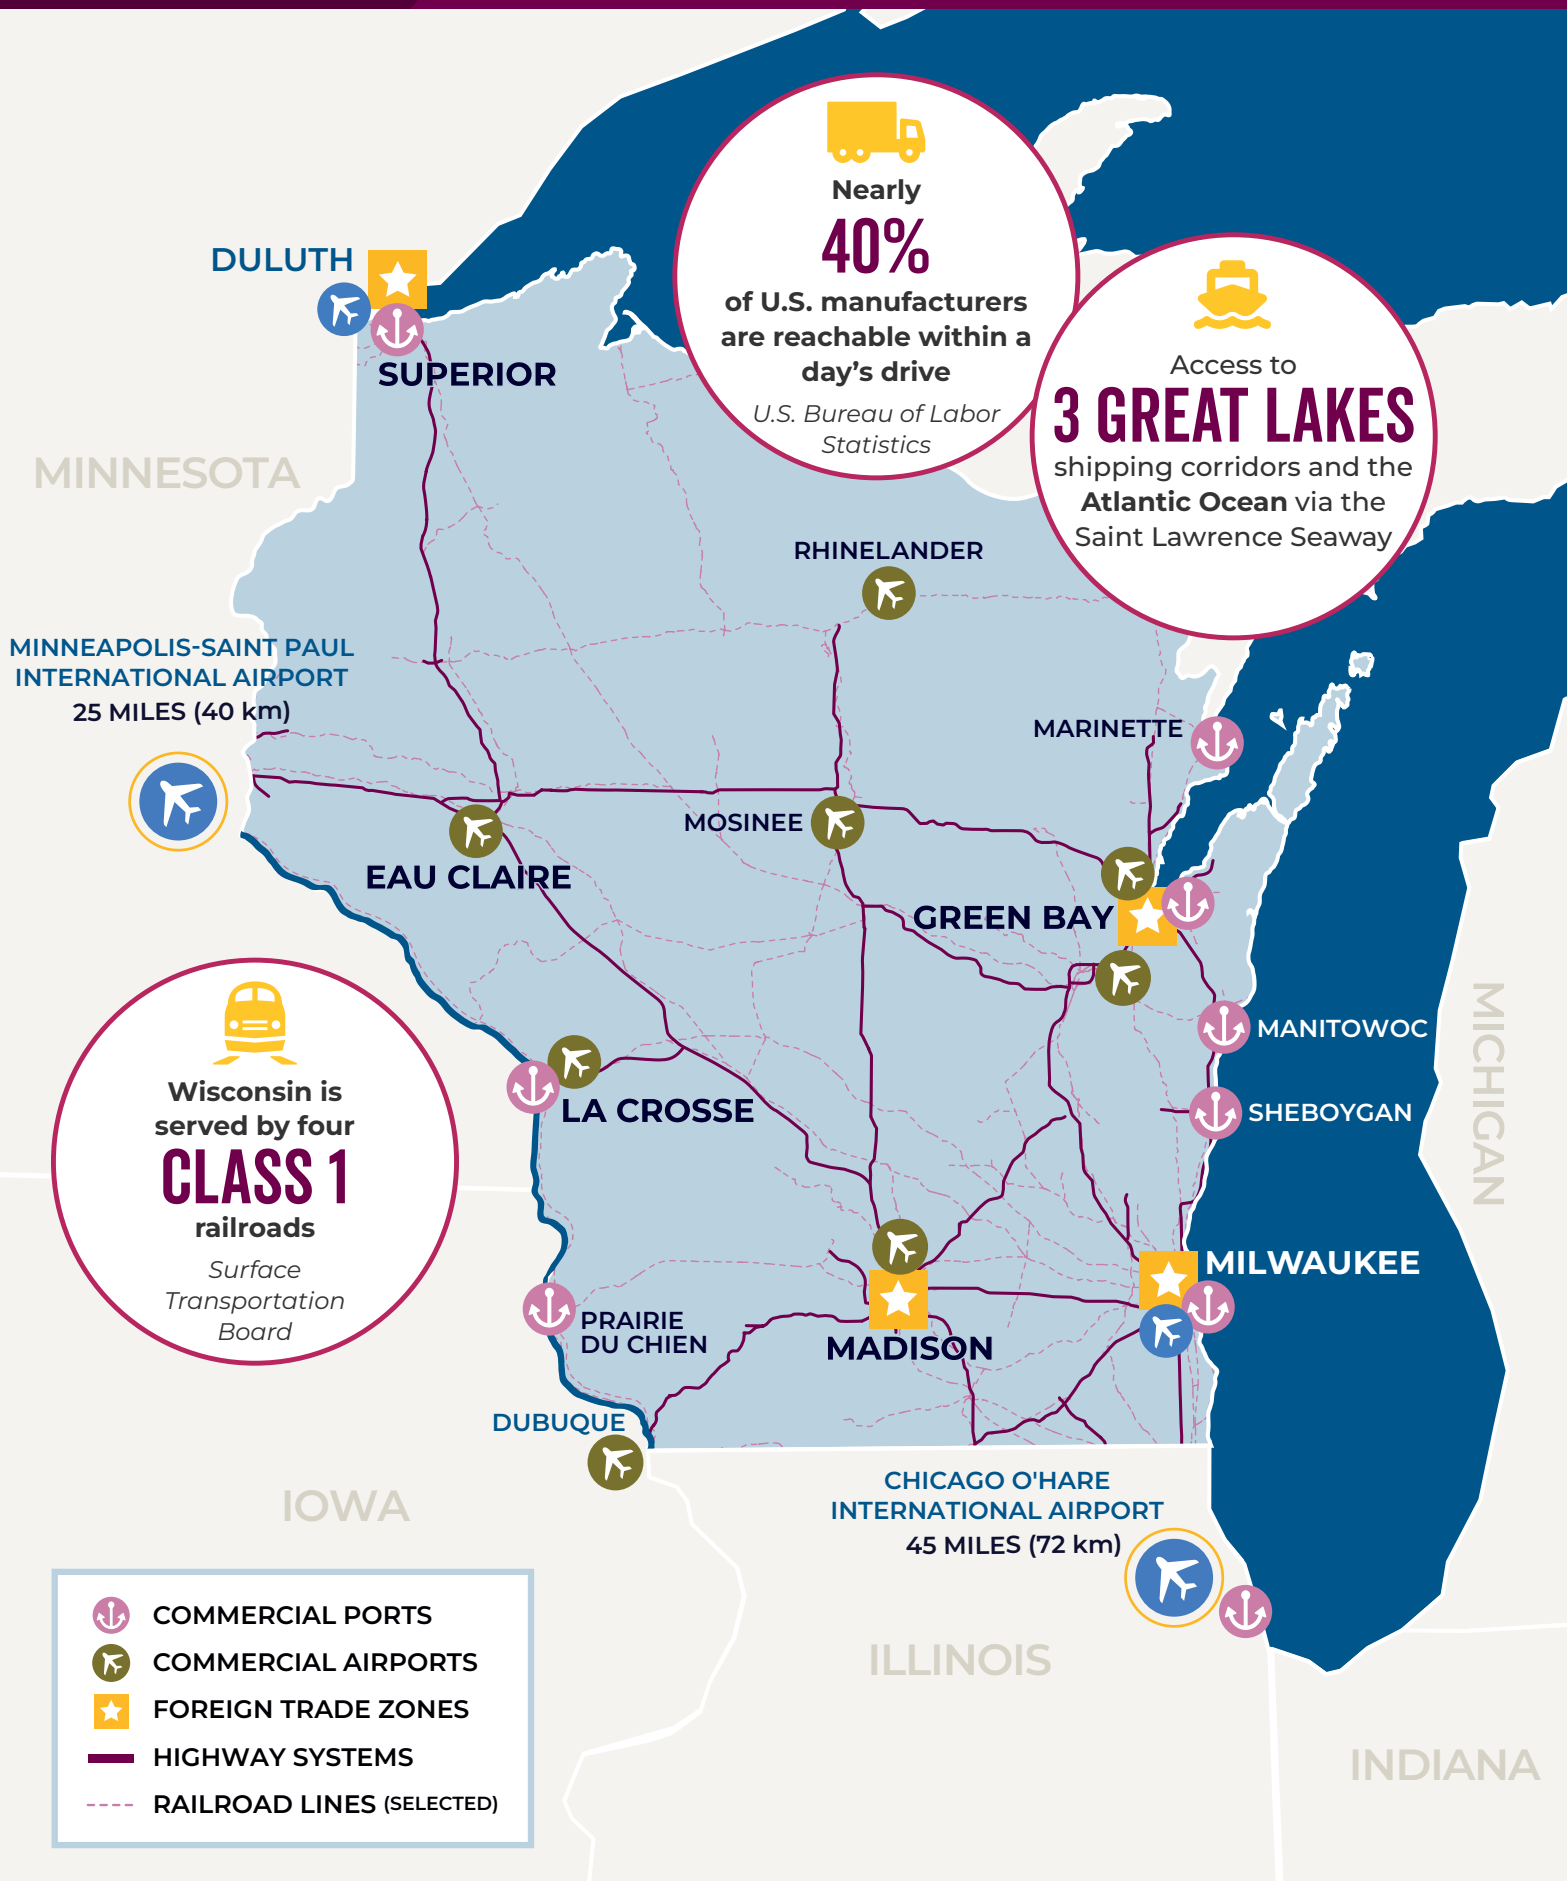 Nearly
40%
of U.S. manufacturers
are reachable within a
day's drive
U.S. Bureau of Labor
Statistics
Access to
3 GREAT LAKES
shipping corridors and the
Atlantic Ocean via the
Saint Lawrence Seaway
DULUTH
SUPERIOR
MINNESOTA
RHINELANDER
MINNEAPOLIS-SAINT PAUL
INTERNATIONAL AIRPORT
25 MILES (40 km)
MARINETTE
MOSINEE
EAU CLAIRE
GREEN BAY
MANITOWOC
MICHIGAN
Wisconsin is
served by four
CLASS 1
railroads
Surface
Transportation
Board
LA CROSSE
SHEBOYGAN
MILWAUKEE
PRAIRIE
DU CHIEN
MADISON
DUBUQUE
IOWA
CHICAGO O'HARE
INTERNATIONAL AIRPORT
45 MILES (72 km)
ILLINOIS
INDIANA
COMMERCIAL PORTS
COMMERCIAL AIRPORTS
FOREIGN TRADE ZONES
HIGHWAY SYSTEMS
RAILROAD LINES (SELECTED)